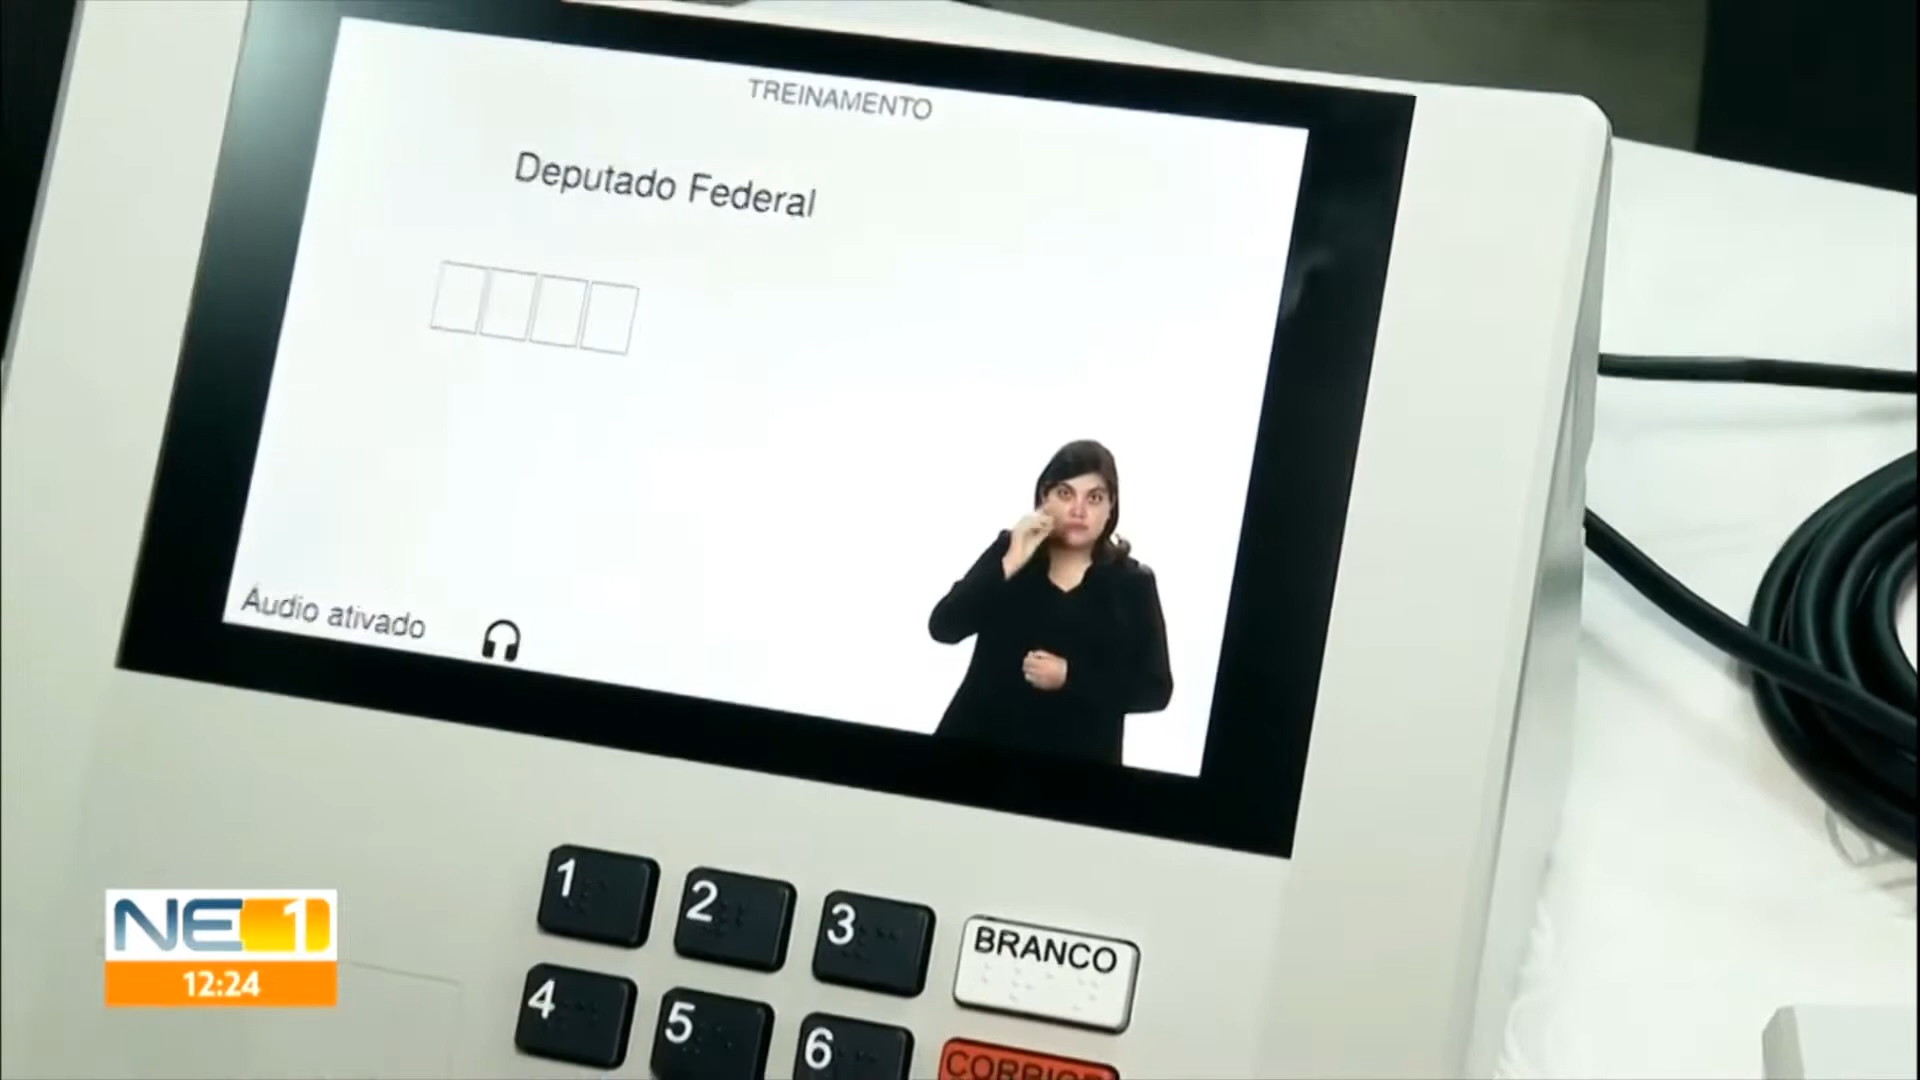 TREINAMENTO
Deputado Federal
Áudio ativado
1
2
3
BRANCO
4
5
6
NE1
12:24